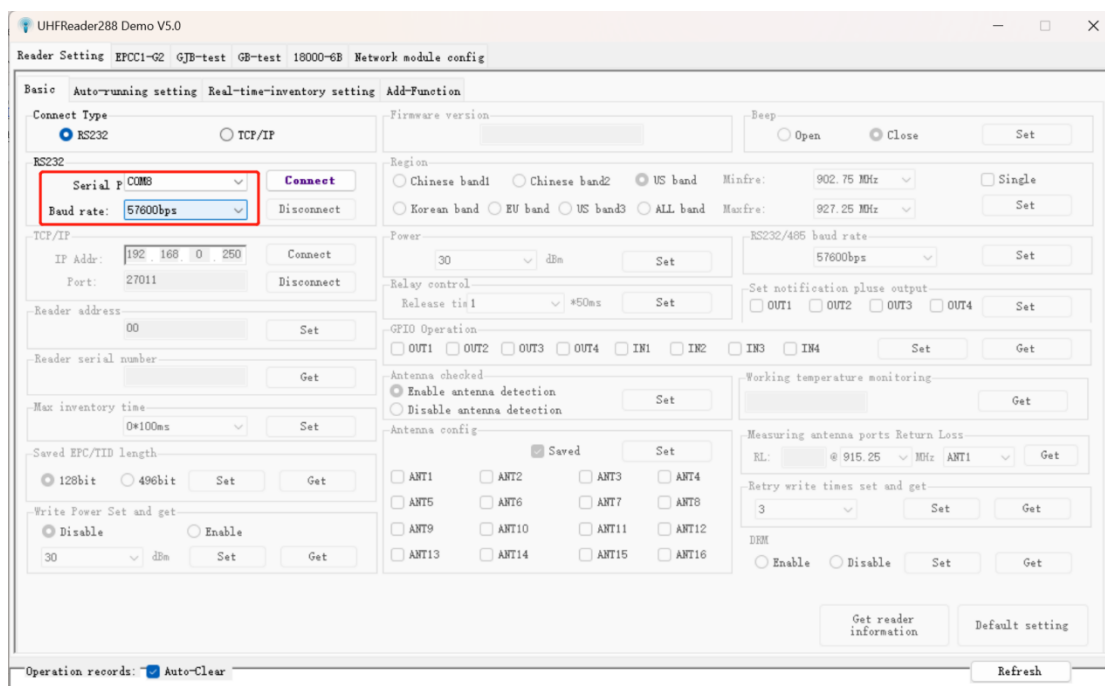 UHFReader288 Demo V5.0
Reader Setting EPCC1-G2 GJB-test GB-test 18000-6B Network module config
Basic Auto-running setting Real-time-inventory setting Add-Function
Connect Type
RS232 TCP/IP
RS232
Serial P COM8 Connect
Baud rate: 57600bps Disconnect
TCP/IP
IP Addr: 192 . 168 . 0 . 250 Connect
Port: 27011 Disconnect
Reader address
00 Set
Reader serial number
Get
Max inventory time
0*100ms Set
Saved EPC/TID length
128bit 496bit Set Get
Write Power Set and get
Disable Enable
30 dBm Set Get
Firmware version
Region
Chinese band1 Chinese band2 US band Minfre: 902.75 MHz Single
Korean band EU band US band3 ALL band Maxfre: 927.25 MHz Set
Power
30 dBm Set
Relay control
Release tim 1 *50ms Set
GPIO Operation
OUT1 OUT2 OUT3 OUT4 IN1 IN2 IN3 IN4 Set Get
Antenna checked
Enable antenna detection
Disable antenna detection
Set
Antenna config
Saved Set
ANT1 ANT2 ANT3 ANT4
ANT5 ANT6 ANT7 ANT8
ANT9 ANT10 ANT11 ANT12
ANT13 ANT14 ANT15 ANT16
Beep
Open Close Set
RS232/485 baud rate
57600bps Set
Set notification pluse output
OUT1 OUT2 OUT3 OUT4 Set
Working temperature monitoring
Get
Measuring antenna ports Return Loss
RL: @ 915.25 MHz ANT1 Get
Retry write times set and get
3 Set Get
DRM
Enable Disable Set Get
Get reader
information
Default setting
Operation records: Auto-Clear Refresh